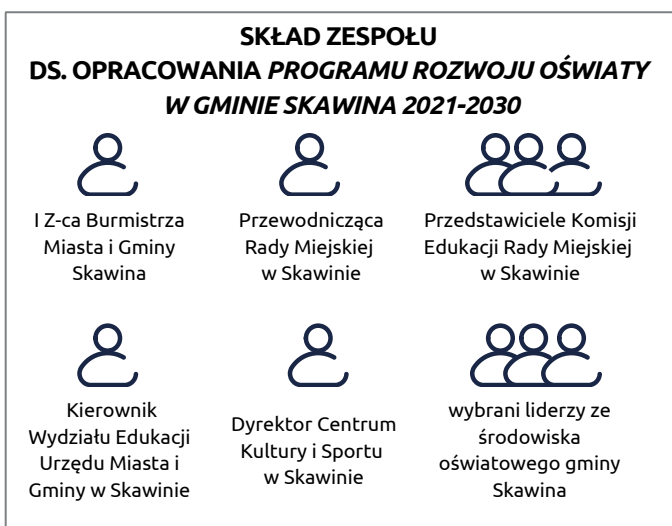 SKŁAD ZESPOŁU
DS. OPRACOWANIA PROGRAMU ROZWOJU OŚWIATY
W GMINIE SKAWINA 2021-2030
I Z-ca Burmistrza
Miasta i Gminy
Skawina
Przewodnicząca
Rady Miejskiej
w Skawinie
Przedstawiciele Komisji
Edukacji Rady Miejskiej
w Skawinie
Kierownik
Wydziału Edukacji
Urzędu Miasta i
Gminy w Skawinie
Dyrektor Centrum
Kultury i Sportu
w Skawinie
wybrani liderzy ze
środowiska
oświatowego gminy
Skawina